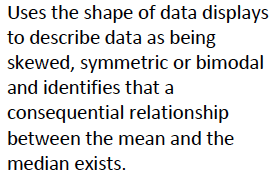 Uses the shape of data displays
to describe data as being
skewed, symmetric or bimodal
and identifies that a
consequential relationship
between the mean and the
median exists.